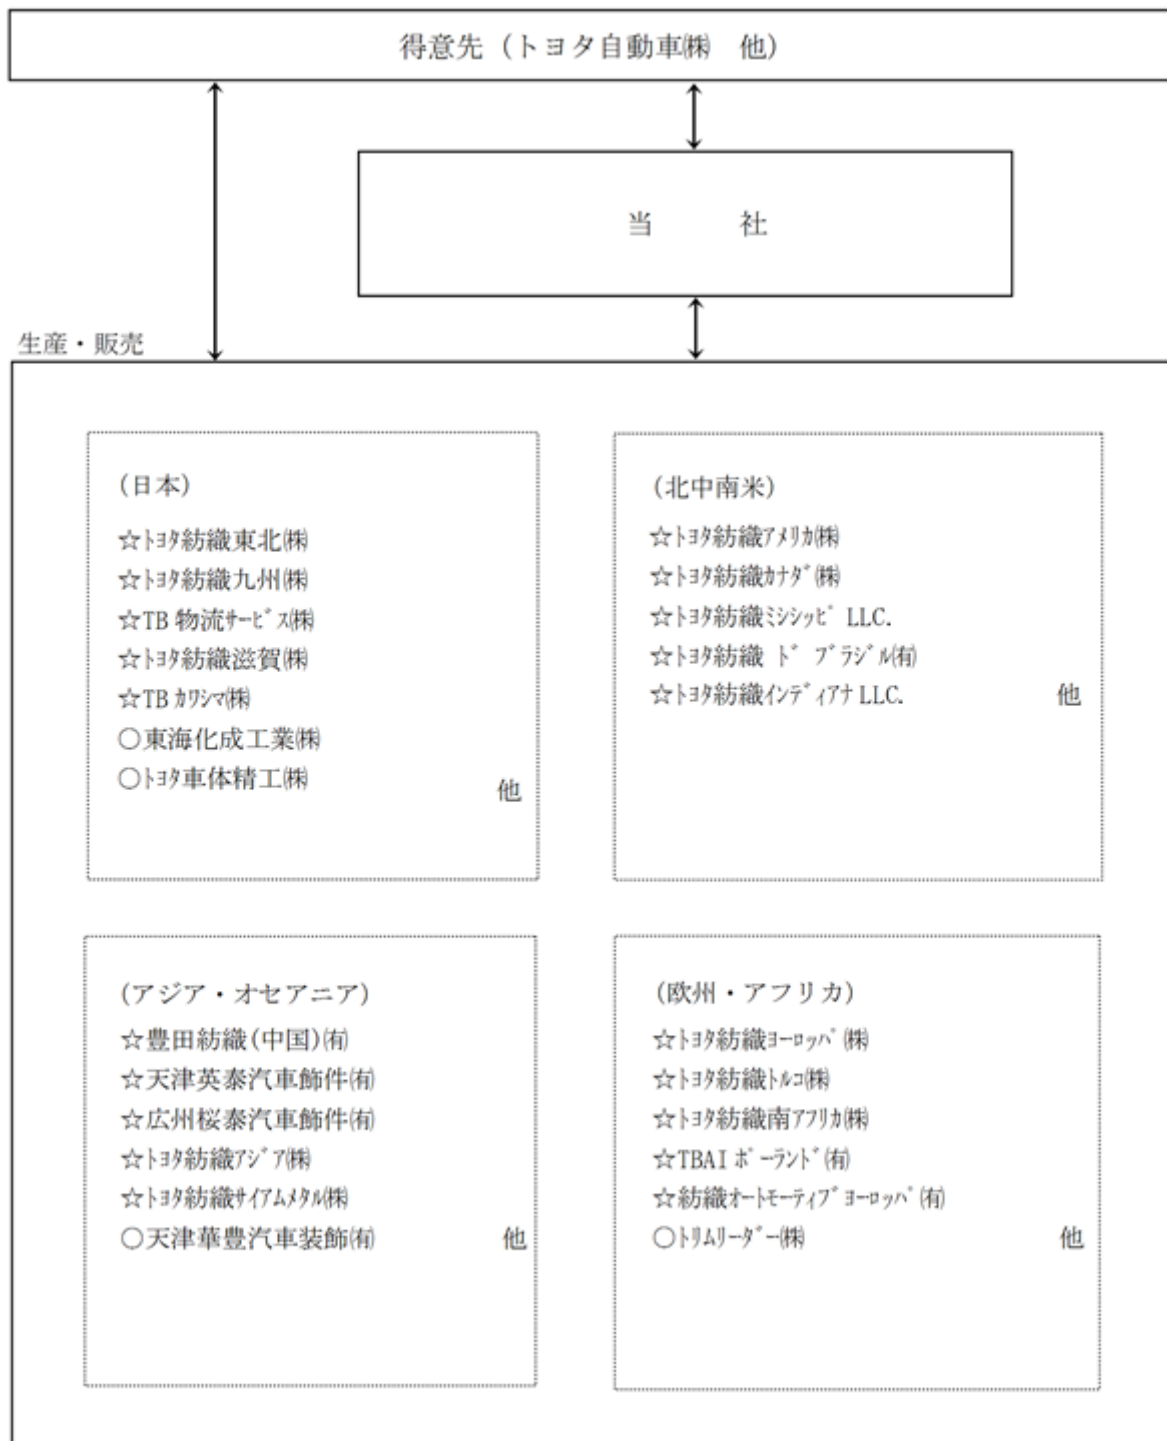 得意先（トヨタ自動車㈱　他）
当　　社
生産・販売
(日本)
☆ﾄﾖﾀ紡織東北㈱
☆ﾄﾖﾀ紡織九州㈱
☆TB 物流ｻｰﾋﾞｽ㈱
☆ﾄﾖﾀ紡織滋賀㈱
☆TB ｶﾜｼﾏ㈱
○東海化成工業㈱
○ﾄﾖﾀ車体精工㈱
他
(北中南米)
☆ﾄﾖﾀ紡織ｱﾒﾘｶ㈱
☆ﾄﾖﾀ紡織ｶﾅﾀﾞ㈱
☆ﾄﾖﾀ紡織ﾐｼｼｯﾋﾟ LLC.
☆ﾄﾖﾀ紡織 ﾄﾞ ﾌﾞﾗｼﾞﾙ㈲
☆ﾄﾖﾀ紡織ｲﾝﾃﾞｨｱﾅ LLC.　他
(アジア・オセアニア)
☆豊田紡織(中国)㈲
☆天津英泰汽車飾件㈲
☆広州桜泰汽車飾件㈲
☆ﾄﾖﾀ紡織ｱｼﾞｱ㈱
☆ﾄﾖﾀ紡織ｻｲｱﾑﾒﾀﾙ㈱
○天津華豊汽車装飾㈲　他
(欧州・アフリカ)
☆ﾄﾖﾀ紡織ﾖｰﾛｯﾊﾟ㈱
☆ﾄﾖﾀ紡織ﾄﾙｺ㈱
☆ﾄﾖﾀ紡織南ｱﾌﾘｶ㈱
☆TBAI ﾎﾟｰﾗﾝﾄﾞ㈲
☆紡織ｵｰﾄﾓｰﾃｨﾌﾞﾖｰﾛｯﾊﾟ㈲
○ﾄﾘﾑﾘｰﾀﾞｰ㈱　他